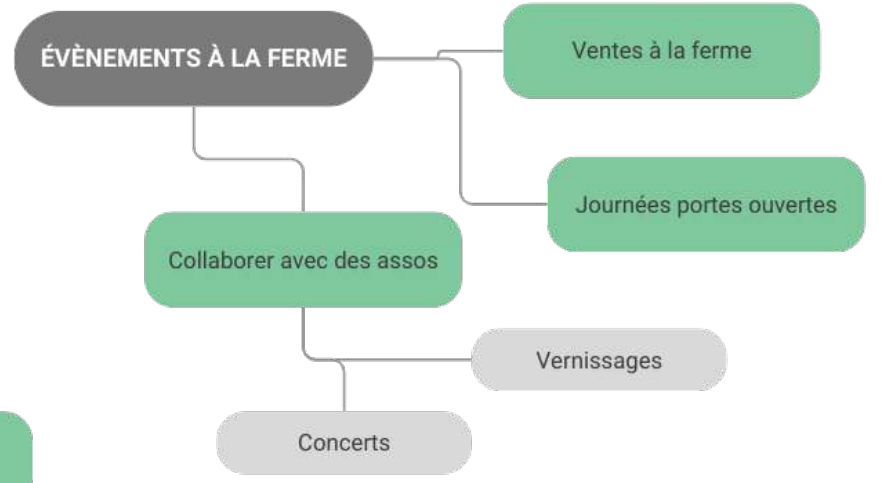 ÉVÈNEMENTS À LA FERME
Ventes à la ferme
Journées portes ouvertes
Collaborer avec des assos
Vernissages
Concerts